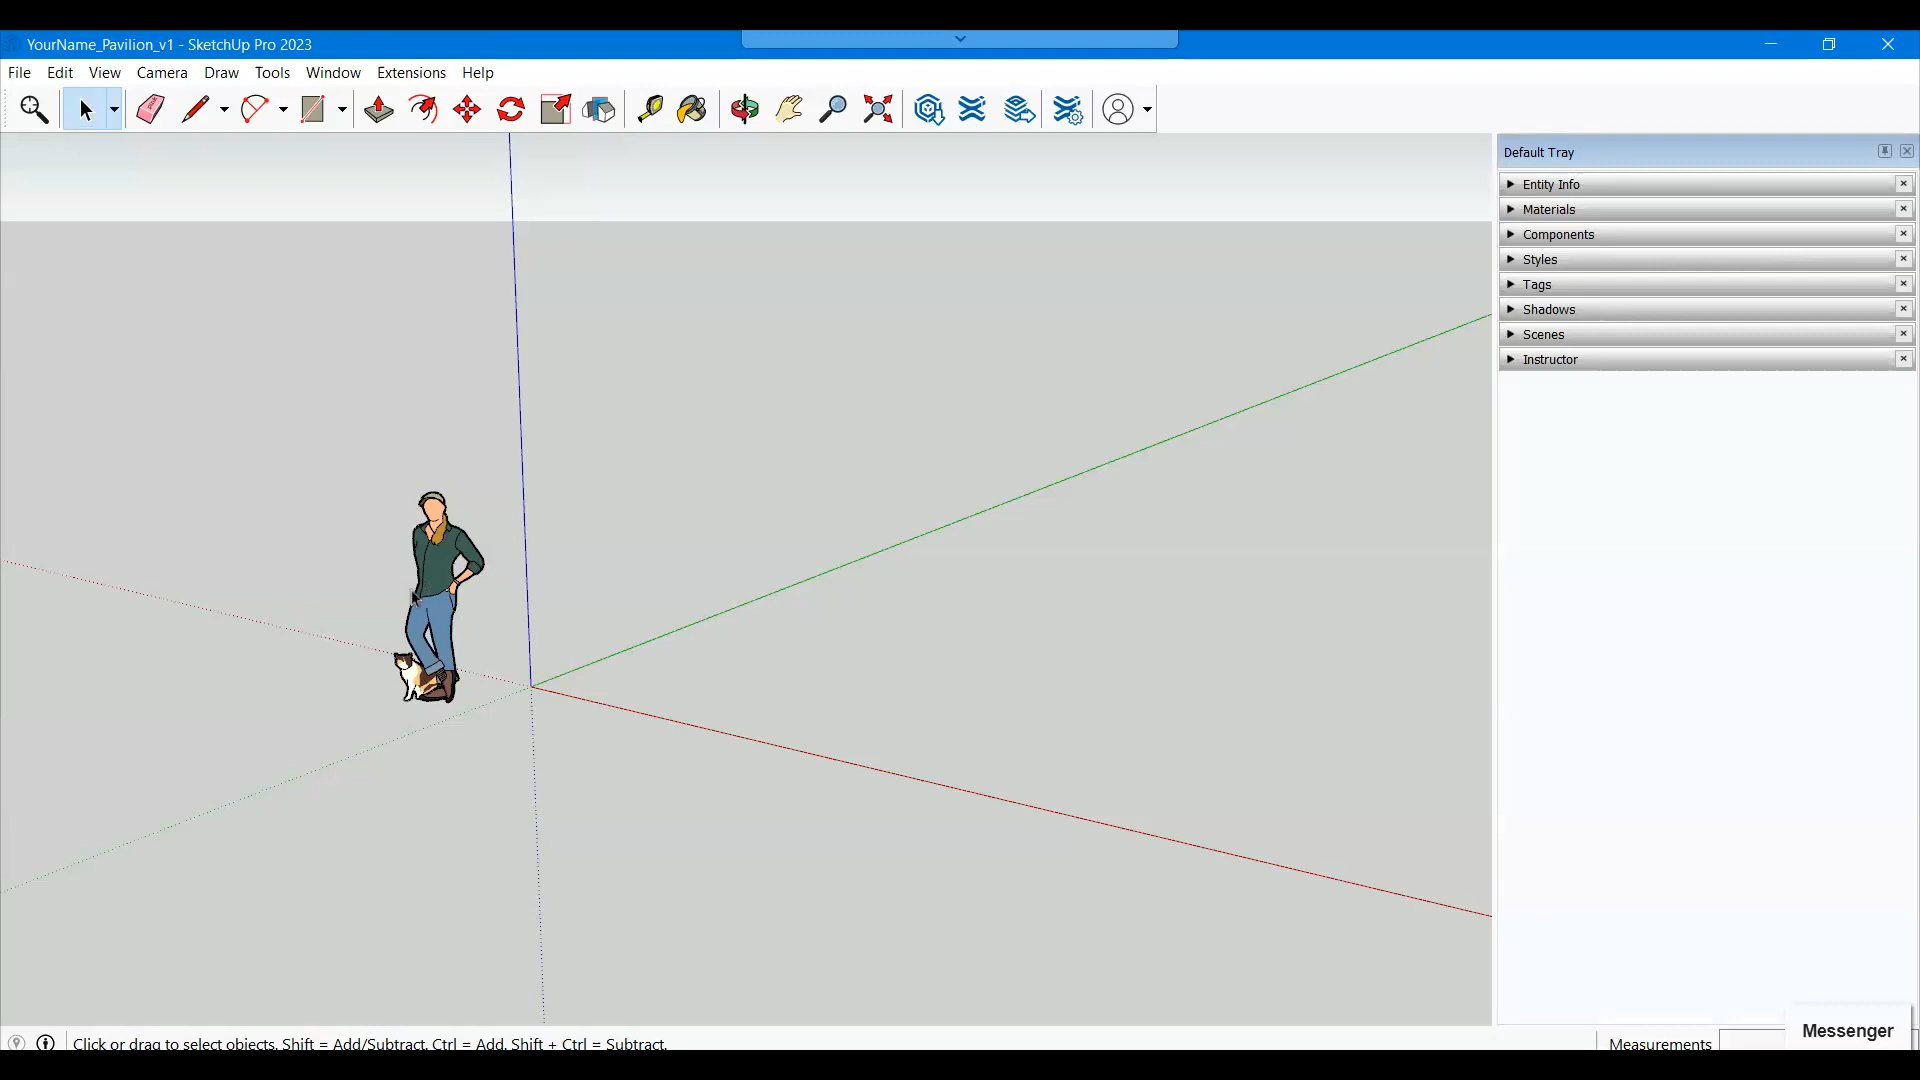 YourName_Pavilion_v1 - SketchUp Pro 2023
File Edit View Camera Draw Tools Window Extensions Help
Default Tray
Entity Info
Materials
Components
Styles
Tags
Shadows
Scenes
Instructor
Click or drag to select objects. Shift = Add/Subtract. Ctrl = Add. Shift + Ctrl = Subtract.
Measurements
Messenger